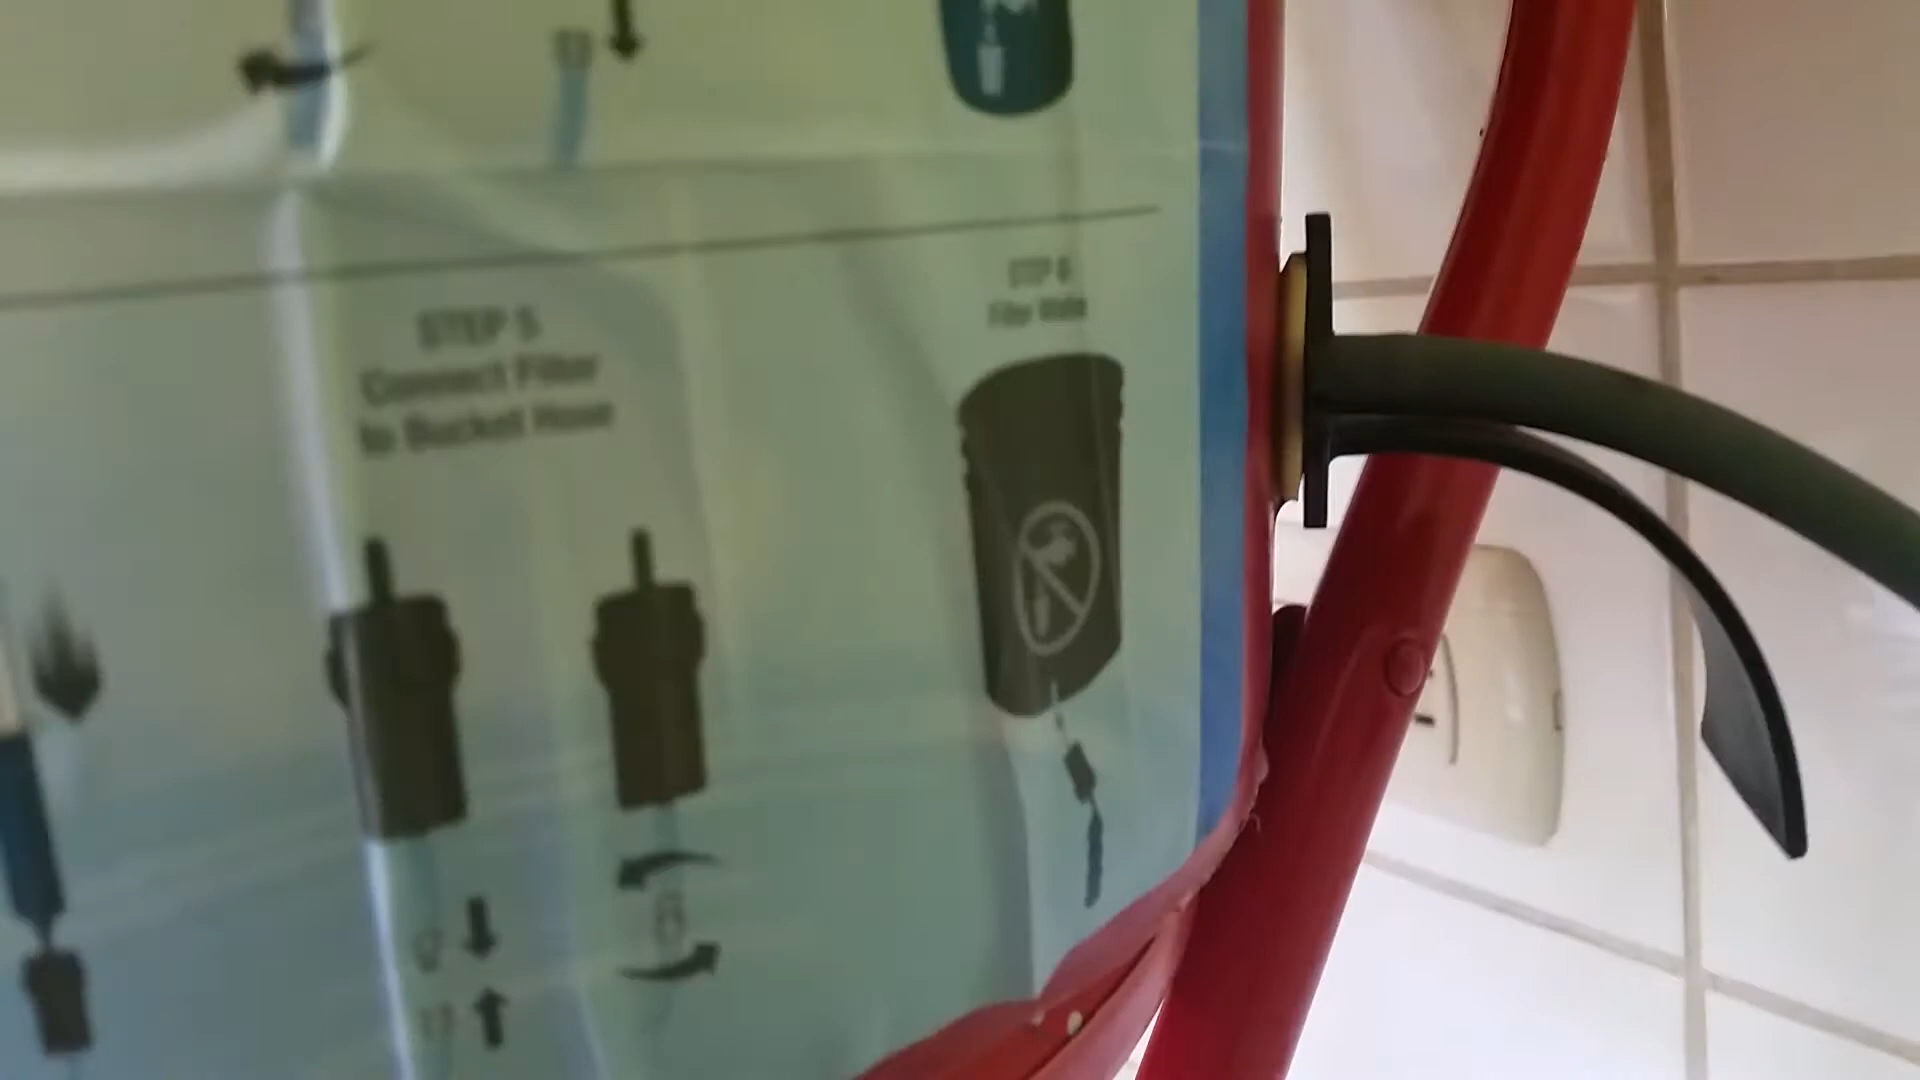 STEP 5
Connect Filter
to Bucket Hose
STEP 6
Filter Water